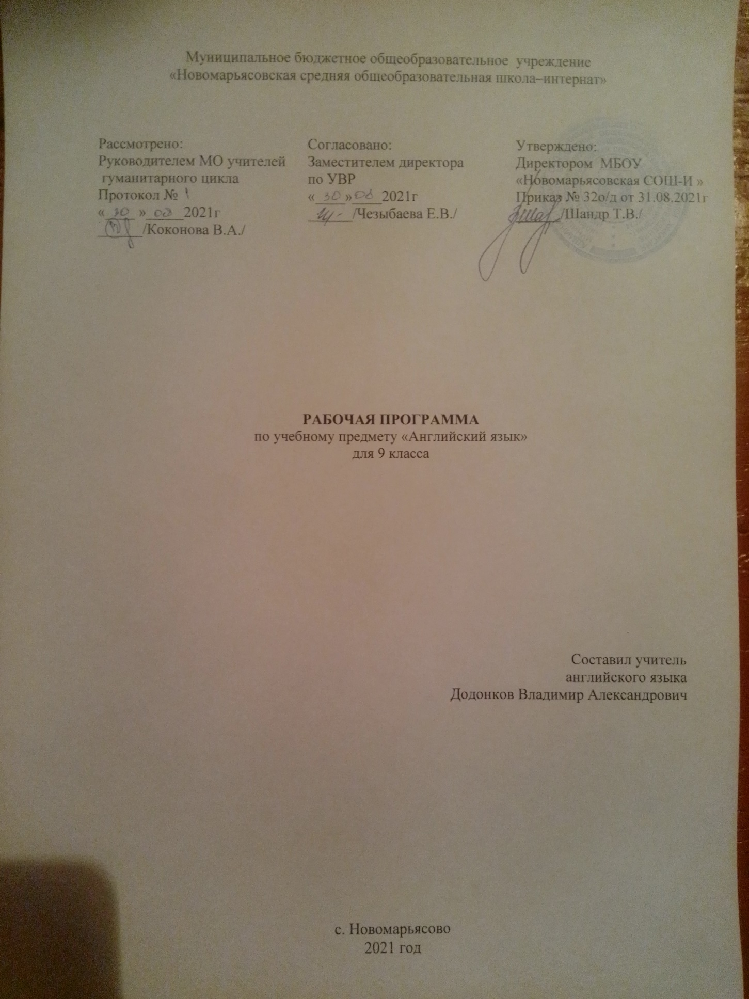 Муниципальное бюджетное общеобразовательное учреждение
«Новомарьясовская средняя общеобразовательная школа–интернат»
Рассмотрено:
Руководителем МО учителей
гуманитарного цикла
Протокол № 1
« 30 » 08 2021г
/Коконова В.А./
Согласовано:
Заместителем директора
по УВР
« 30 » 08 2021г
/Чезыбаева Е.В./
Утверждено:
Директором МБОУ
«Новомарьясовская СОШ-И »
Приказ № 32о/д от 31.08.2021г
/Шандр Т.В./
РАБОЧАЯ ПРОГРАММА
по учебному предмету «Английский язык»
для 9 класса
Составил учитель
английского языка
Додонков Владимир Александрович
с. Новомарьясово
2021 год